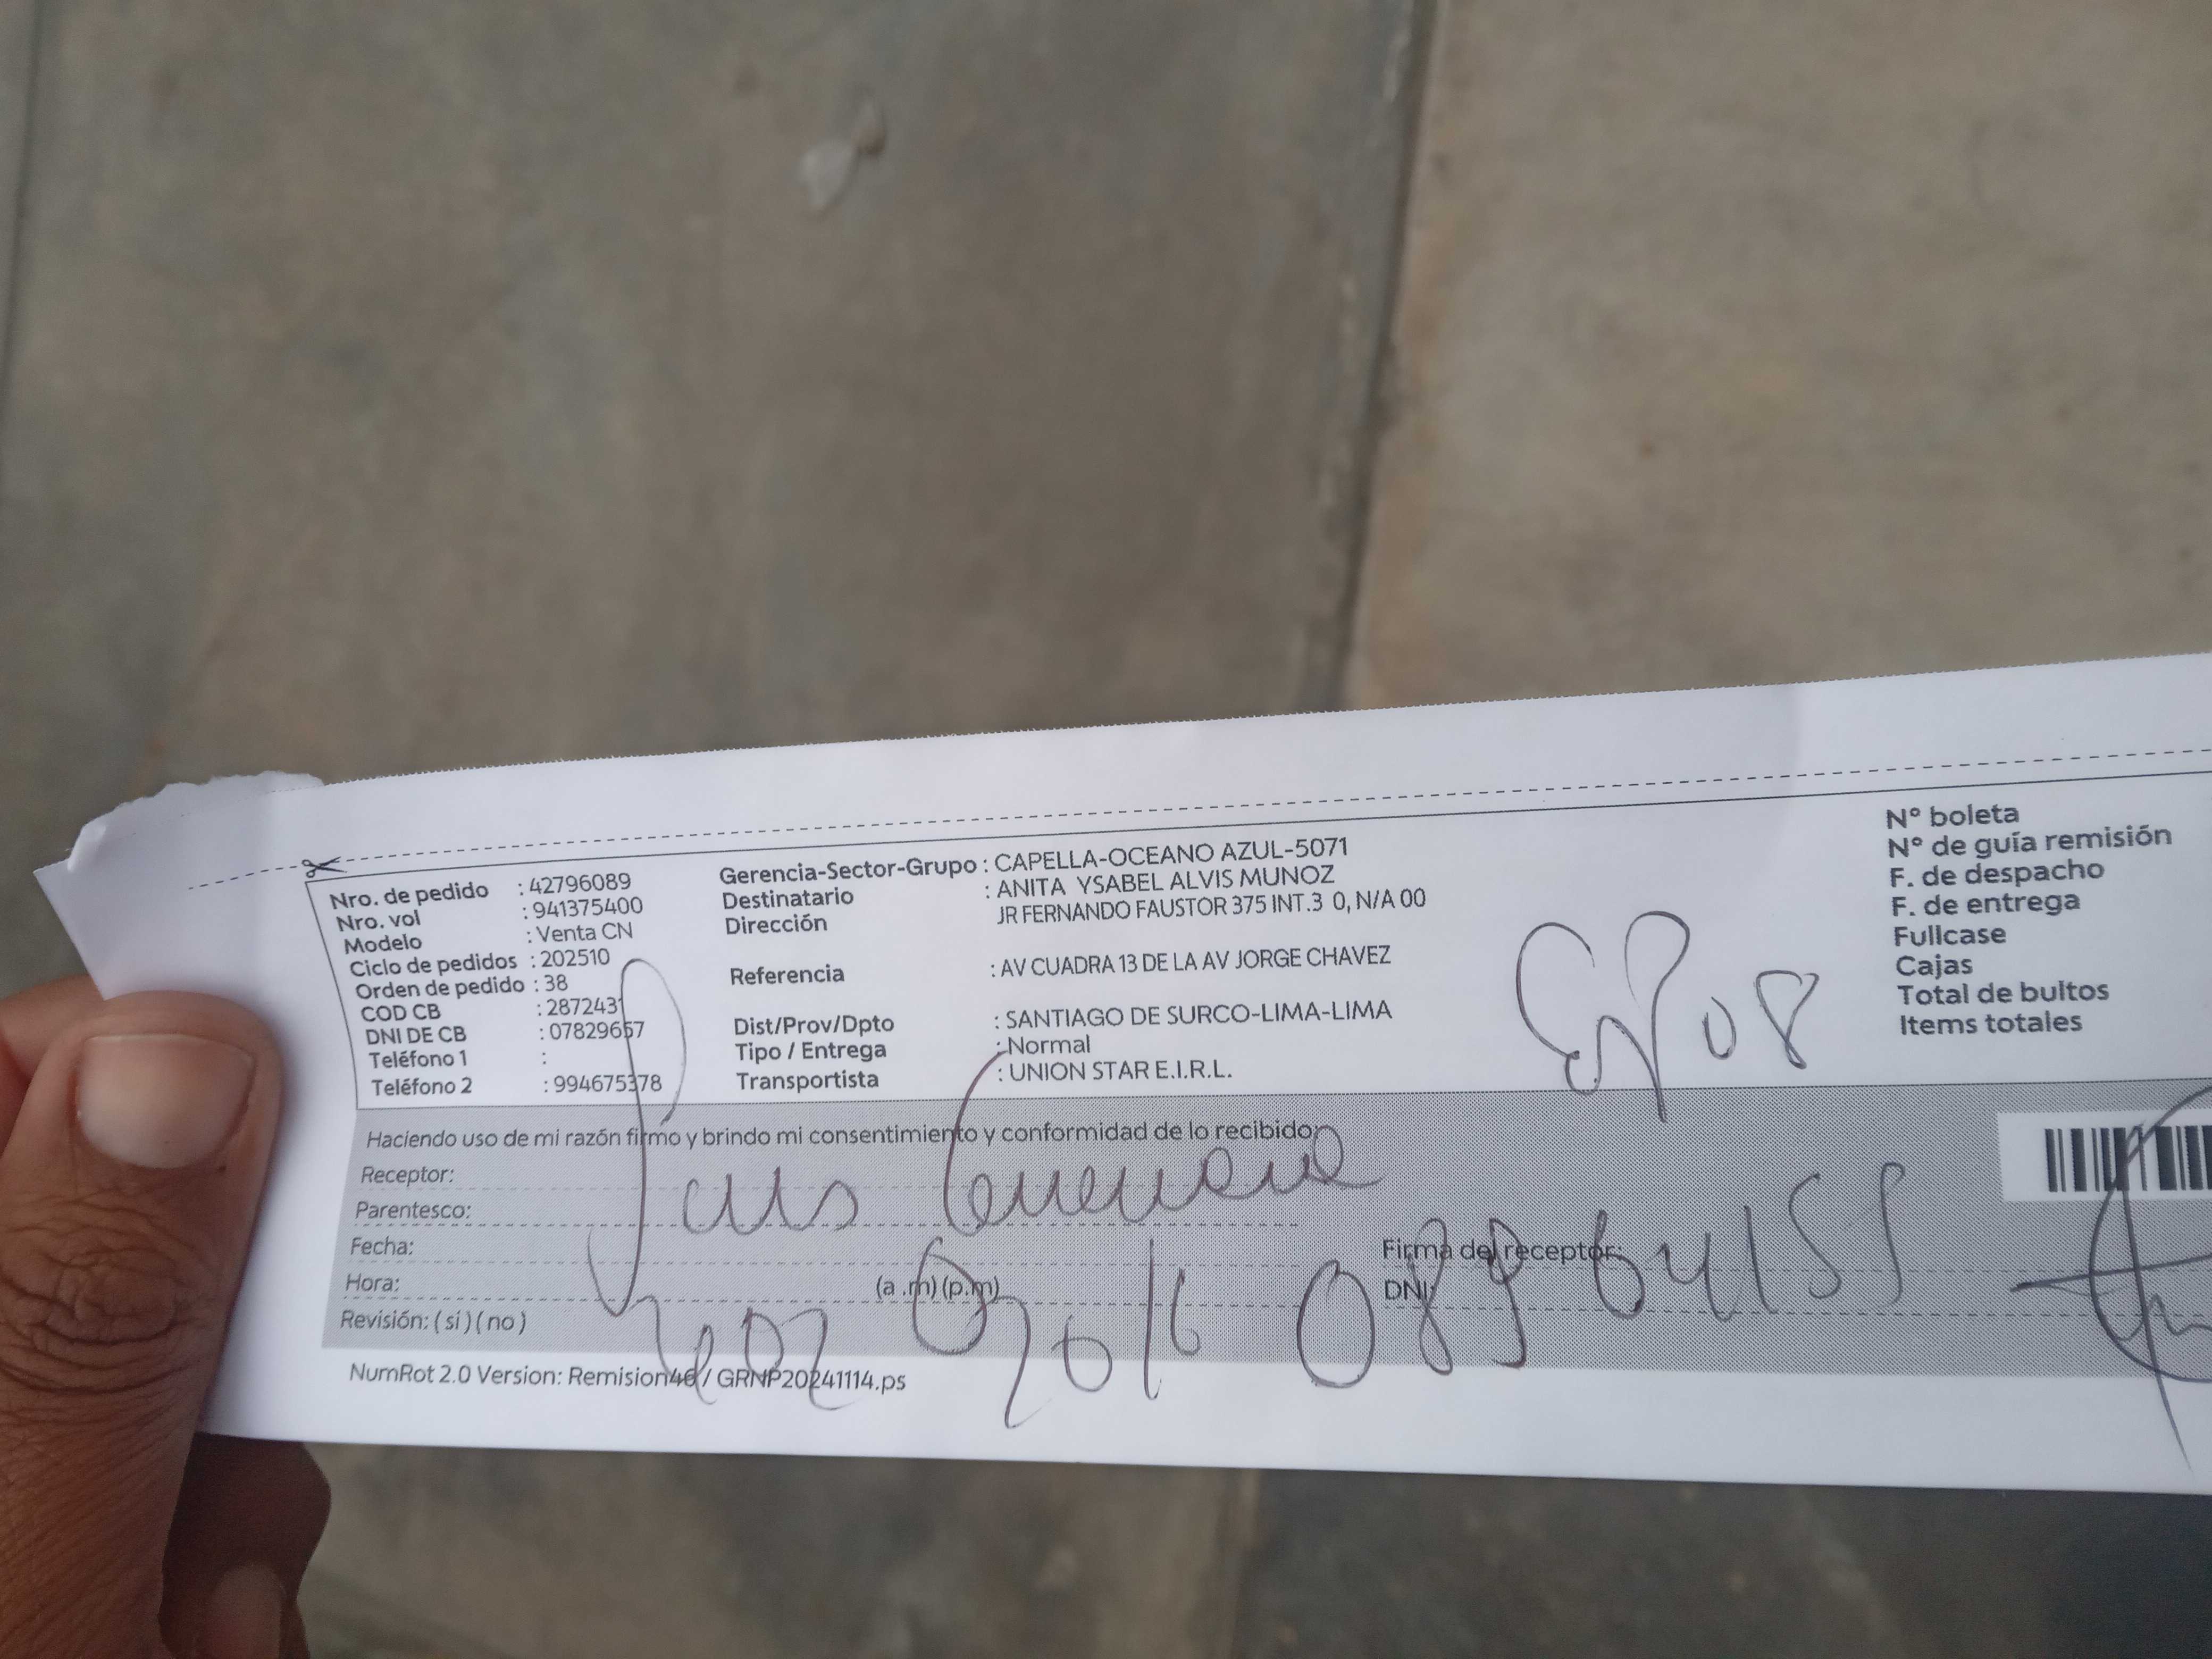 Nro. de pedido : 42796089
Nro. vol : 941375400
Modelo : Venta CN
Ciclo de pedidos : 202510
Orden de pedido : 38
COD CB : 2872431
DNI DE CB : 07829657
Teléfono 1 :
Teléfono 2 : 994675378
Gerencia-Sector-Grupo : CAPELLA-OCEANO AZUL-5071
Destinatario : ANITA YSABEL ALVIS MUNOZ
Dirección JR FERNANDO FAUSTOR 375 INT.3 0, N/A 00
Referencia : AV CUADRA 13 DE LA AV JORGE CHAVEZ
Dist/Prov/Dpto : SANTIAGO DE SURCO-LIMA-LIMA
Tipo / Entrega : Normal
Transportista : UNION STAR E.I.R.L.
08
N° boleta
N° de guía remisión
F. de despacho
F. de entrega
Fullcase
Cajas
Total de bultos
Items totales
Haciendo uso de mi razón firmo y brindo mi consentimiento y conformidad de lo recibido:
Receptor: Luis
Parentesco:
Fecha:
Hora: (a .m) (p.m)
Revisión: ( si ) ( no )
Firma del receptor:
DNI:
NumRot 2.0 Version: Remision46 / GRNP20241114.ps